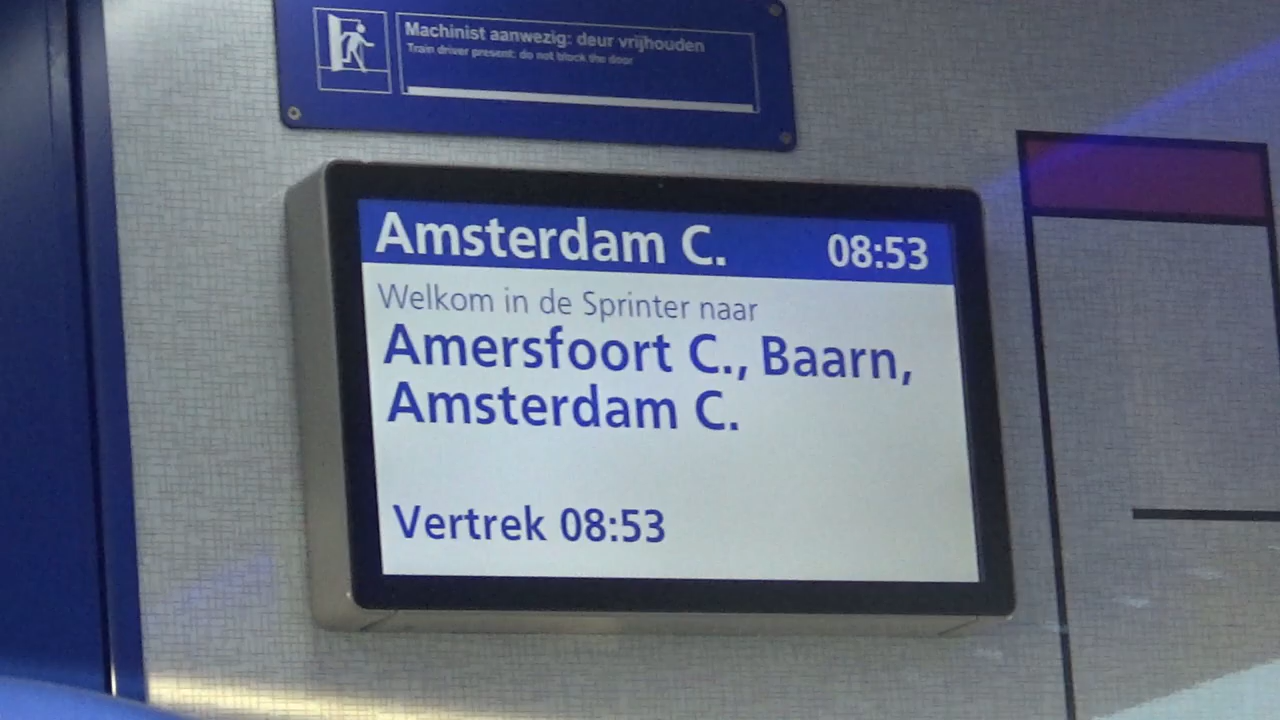 Machinist aanwezig: deur vrijhouden
Train driver present: do not block the door
Amsterdam C. 08:53
Welkom in de Sprinter naar
Amersfoort C., Baarn,
Amsterdam C.
Vertrek 08:53